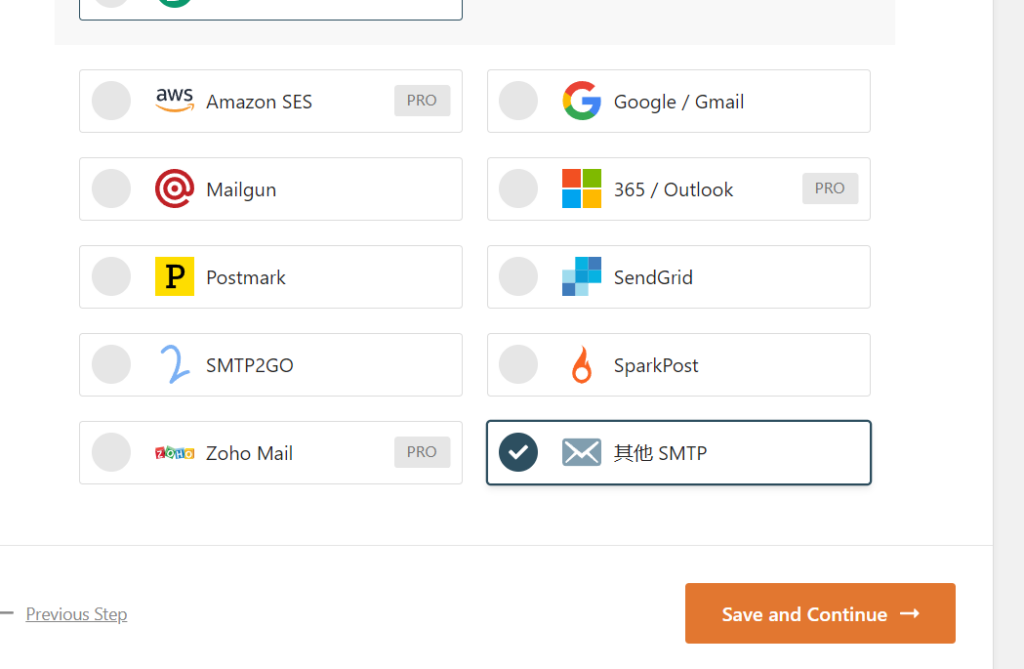 aws Amazon SES PRO
Google / Gmail
Mailgun
365 / Outlook PRO
P Postmark
SendGrid
SMTP2GO
SparkPost
ZOHO Zoho Mail PRO
其他 SMTP
Previous Step
Save and Continue →